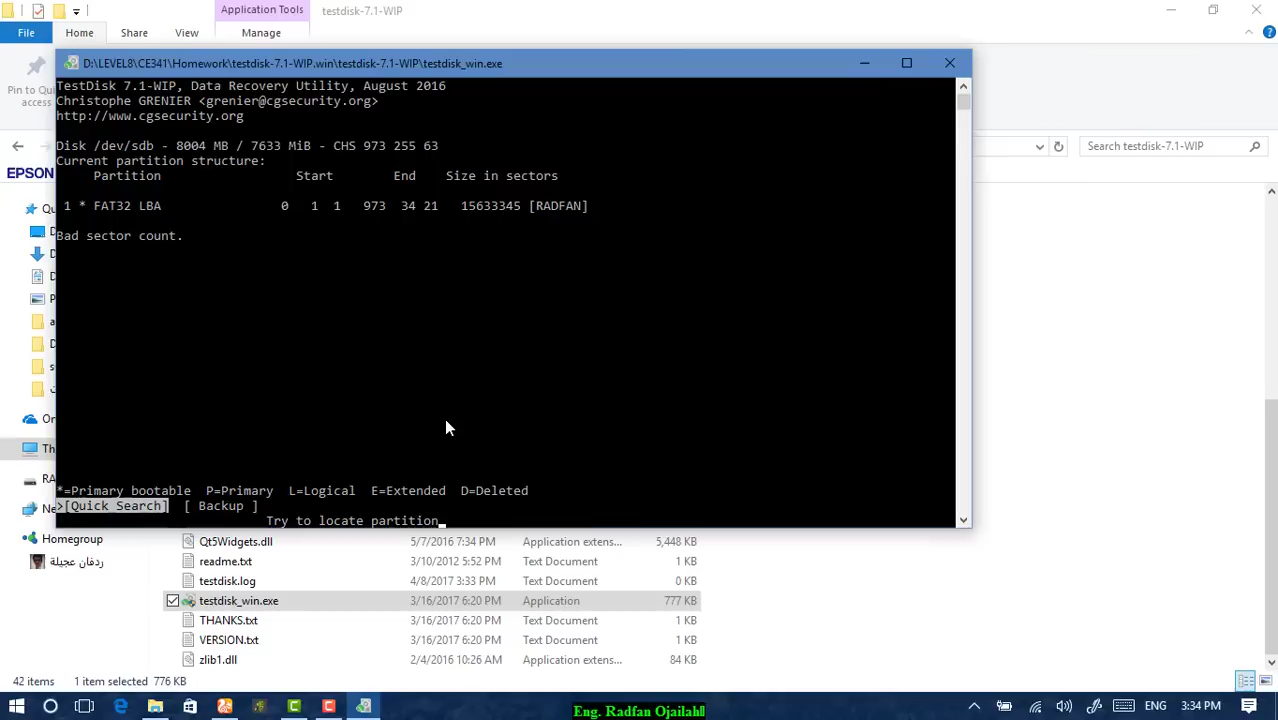 Application Tools
testdisk-7.1-WIP
File
Home
Share
View
Manage
Pin to Quick
access
Search testdisk-7.1-WIP
EPSON
D:\LEVEL8\CE341\Homework\testdisk-7.1-WIP.win\testdisk-7.1-WIP\testdisk_win.exe
TestDisk 7.1-WIP, Data Recovery Utility, August 2016
Christophe GRENIER <grenier@cgsecurity.org>
http://www.cgsecurity.org
Disk /dev/sdb - 8004 MB / 7633 MiB - CHS 973 255 63
Current partition structure:
Partition Start End Size in sectors
1 * FAT32 LBA 0 1 1 973 34 21 15633345 [RADFAN]
Bad sector count.
*=Primary bootable P=Primary L=Logical E=Extended D=Deleted
>[Quick Search] [ Backup ]
Try to locate partition_
Homegroup
ردفان عجيلة
Qt5Widgets.dll 5/7/2016 7:34 PM Application extens... 5,448 KB
readme.txt 3/10/2012 5:52 PM Text Document 1 KB
testdisk.log 4/8/2017 3:33 PM Text Document 0 KB
testdisk_win.exe 3/16/2017 6:20 PM Application 777 KB
THANKS.txt 3/16/2017 6:20 PM Text Document 1 KB
VERSION.txt 3/16/2017 6:20 PM Text Document 1 KB
zlib1.dll 2/4/2016 10:26 AM Application extens... 84 KB
42 items 1 item selected 776 KB
Eng. Radfan Ojailah
ENG 3:34 PM